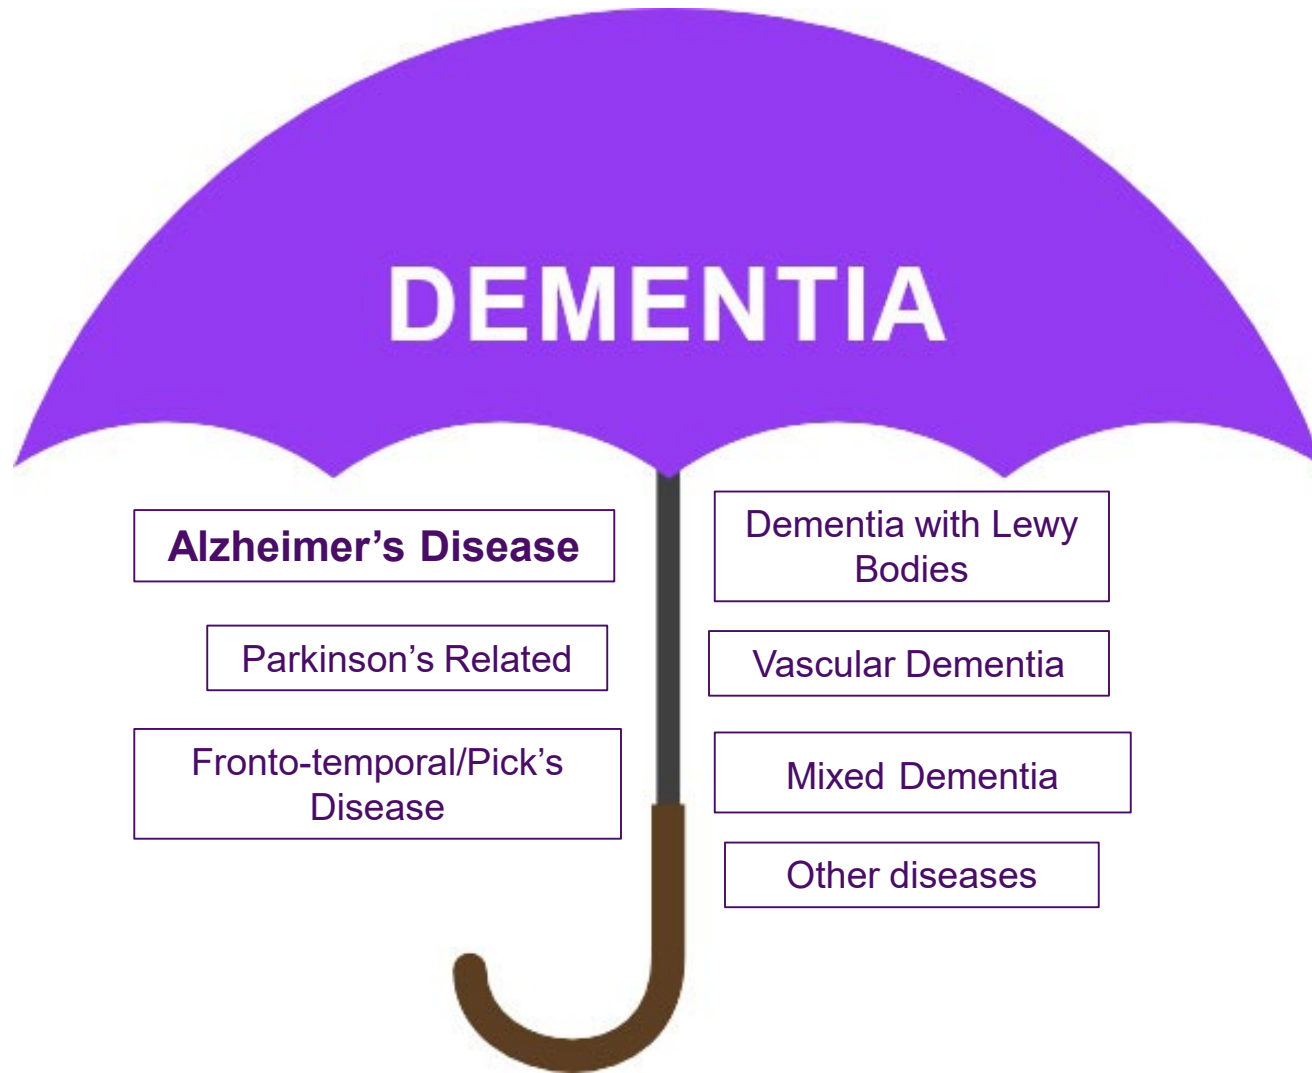 DEMENTIA
Alzheimer’s Disease
Parkinson’s Related
Fronto-temporal/Pick’s
Disease
Dementia with Lewy
Bodies
Vascular Dementia
Mixed Dementia
Other diseases